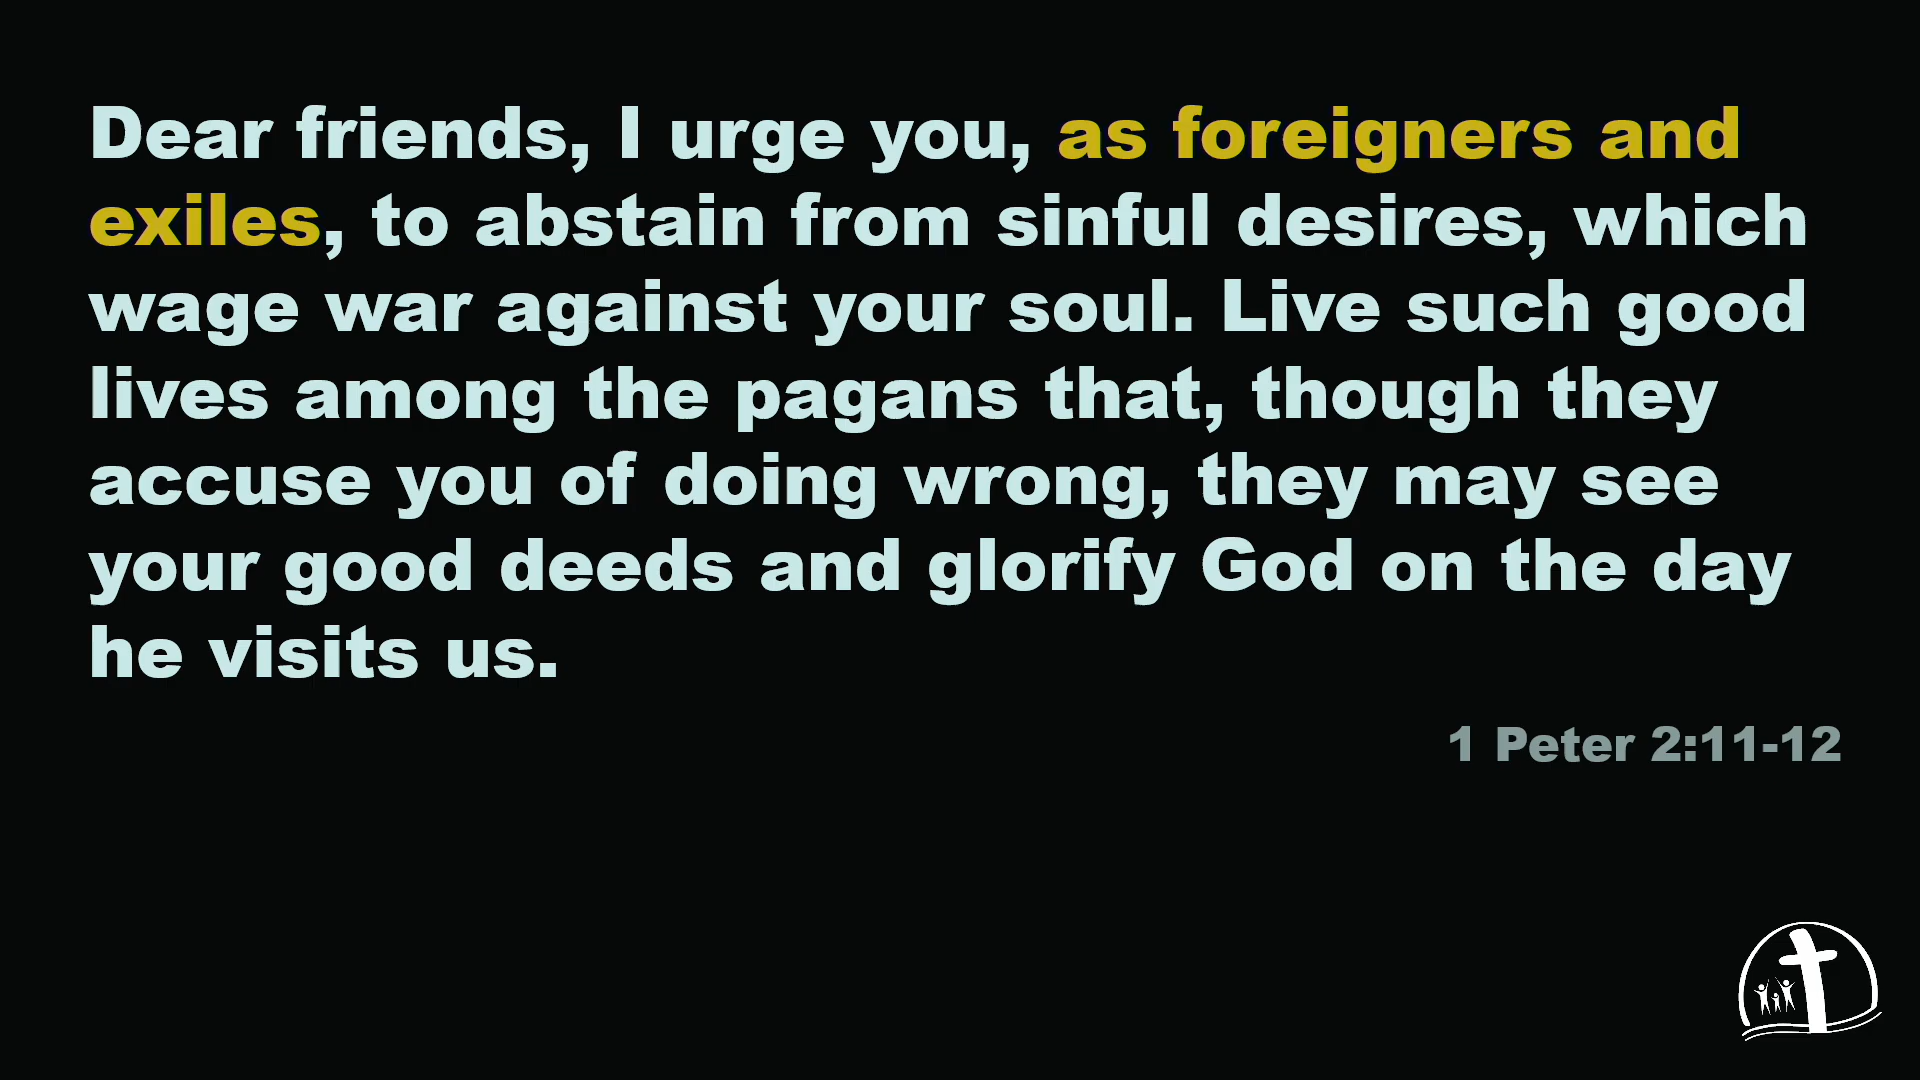 Dear friends, I urge you, as foreigners and
exiles, to abstain from sinful desires, which
wage war against your soul. Live such good
lives among the pagans that, though they
accuse you of doing wrong, they may see
your good deeds and glorify God on the day
he visits us.
1 Peter 2:11-12